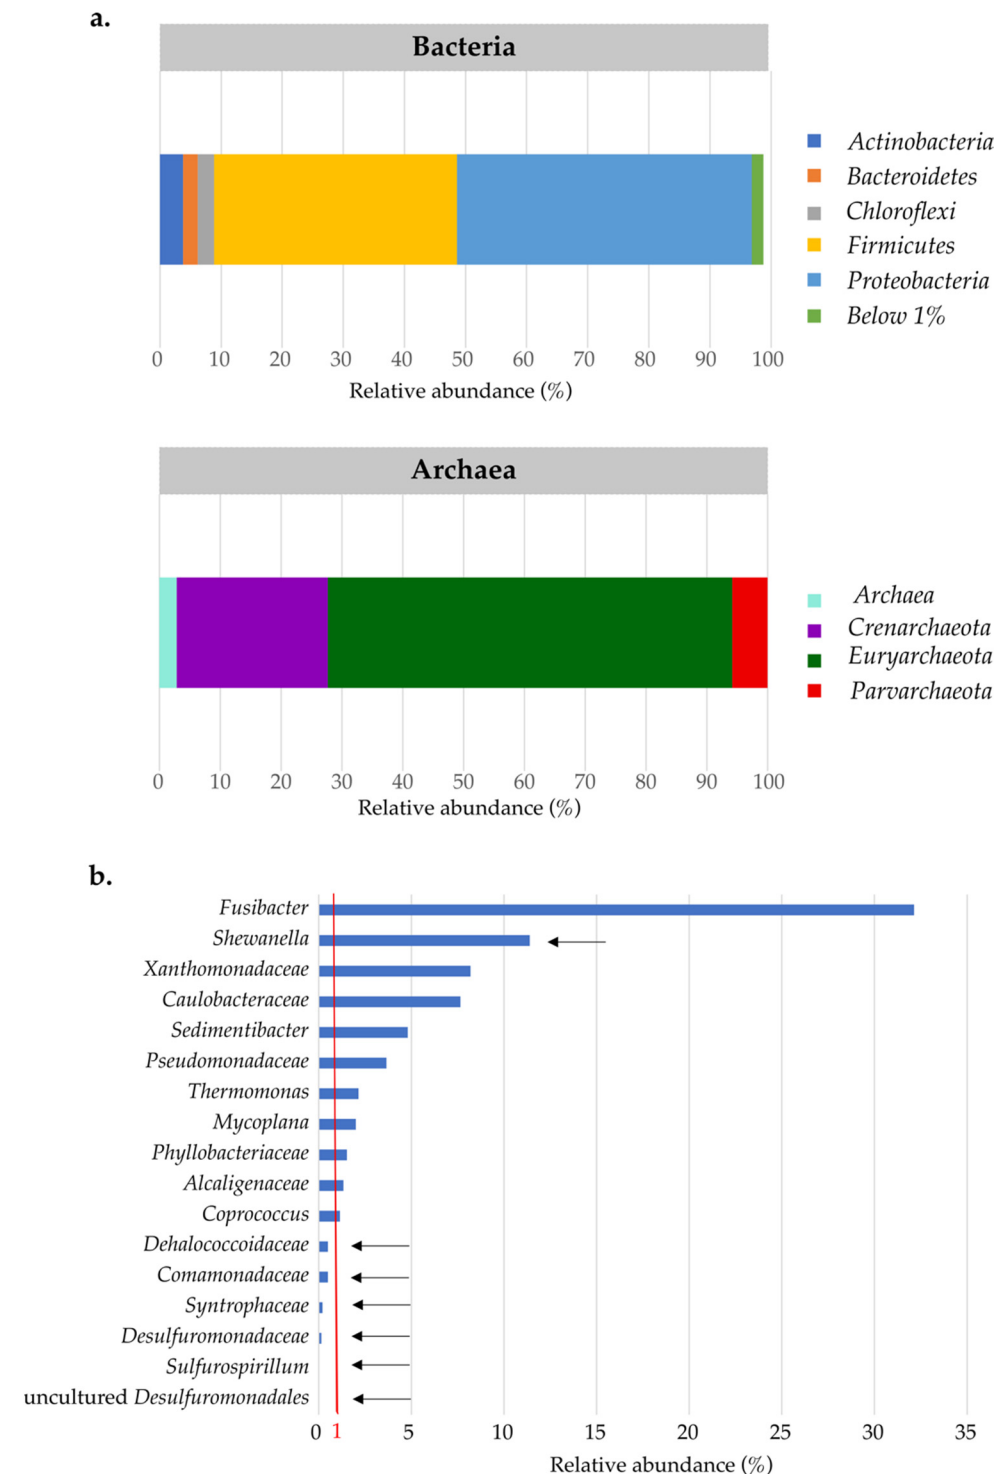 a.
Bacteria
Actinobacteria
Bacteroidetes
Chloroflexi
Firmicutes
Proteobacteria
Below 1%
0 10 20 30 40 50 60 70 80 90 100
Relative abundance (%)
Archaea
Archaea
Crenarchaeota
Euryarchaeota
Parvarchaeota
0 10 20 30 40 50 60 70 80 90 100
Relative abundance (%)
b.
Fusibacter
Shewanella
Xanthomonadaceae
Caulobacteraceae
Sedimentibacter
Pseudomonadaceae
Thermomonas
Mycoplana
Phyllobacteriaceae
Alcaligenaceae
Coprococcus
Dehalococcoidaceae
Comamonadaceae
Syntrophaceae
Desulfuromonadaceae
Sulfurospirillum
uncultured Desulfuromonadales
0 1 5 10 15 20 25 30 35
Relative abundance (%)